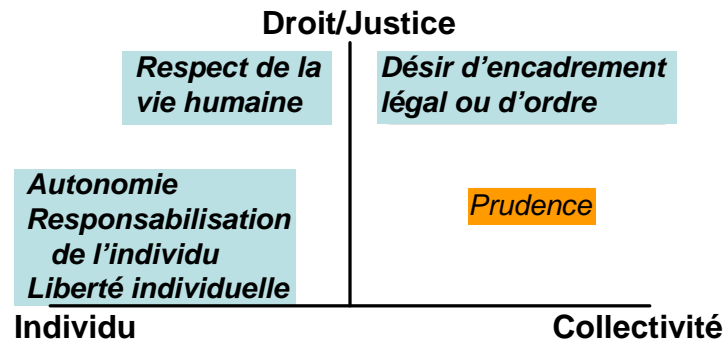 Droit/Justice
Respect de la
vie humaine
Désir d'encadrement
légal ou d'ordre
Autonomie
Responsabilisation
de l'individu
Liberté individuelle
Prudence
Individu
Collectivité